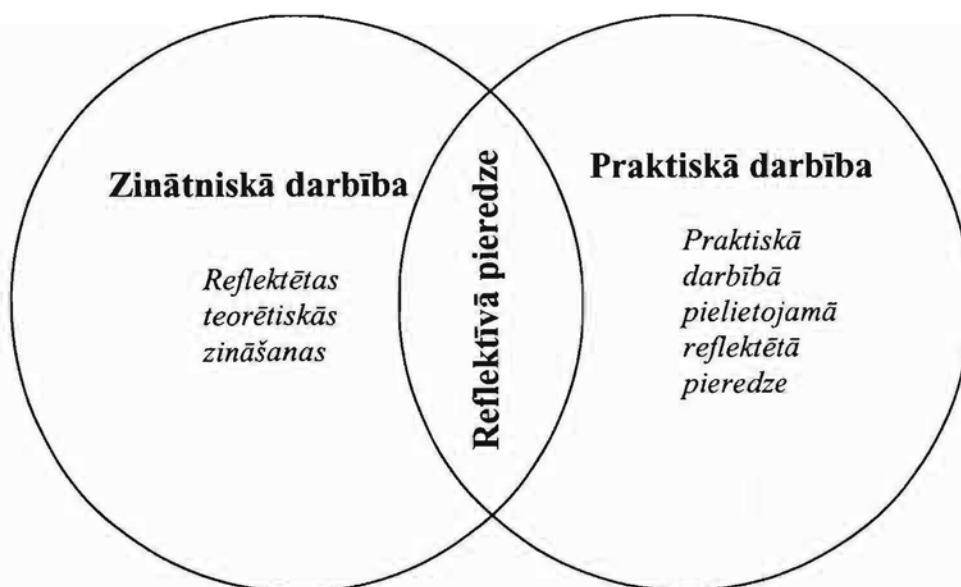 Zinātniskā darbība
Reflektētas
teorētiskās
zināšanas
Reflektīvā pieredze
Praktiskā darbība
Praktiskā
darbībā
pielietojamā
reflektētā
pieredze